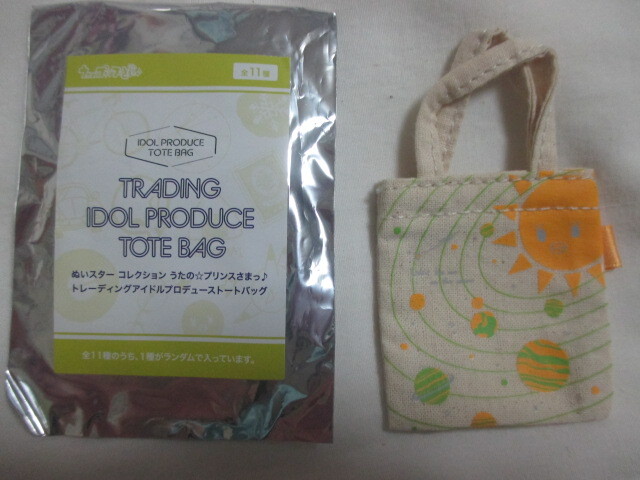 全11種
IDOL PRODUCE
TOTE BAG
TRADING
IDOL PRODUCE
TOTE BAG
ぬいスター コレクション うたの☆プリンスさまっ♪
トレーディングアイドルプロデューストートバッグ
全11種のうち、1種がランダムで入っています。